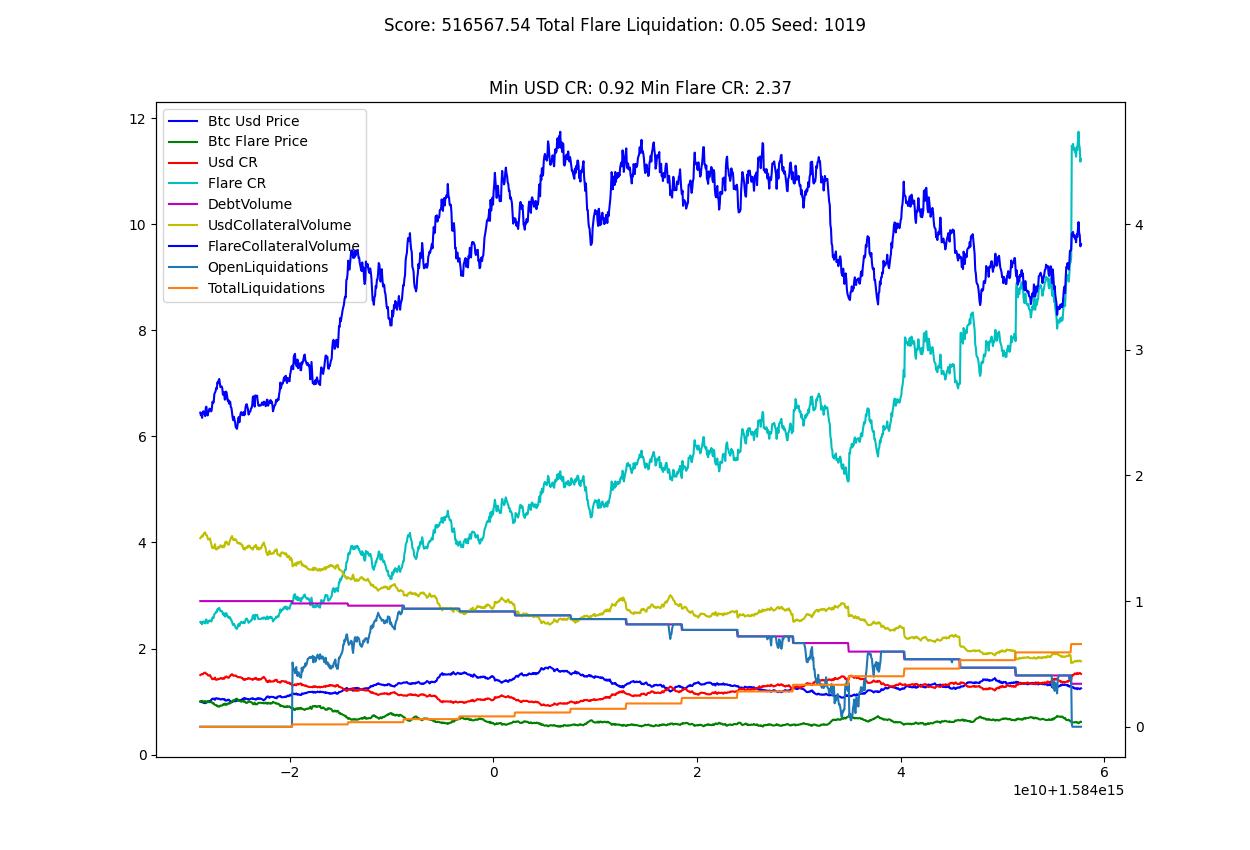 Score: 516567.54 Total Flare Liquidation: 0.05 Seed: 1019
Min USD CR: 0.92 Min Flare CR: 2.37
Btc Usd Price
Btc Flare Price
Usd CR
Flare CR
DebtVolume
UsdCollateralVolume
FlareCollateralVolume
OpenLiquidations
TotalLiquidations
12
10
8
6
4
2
0
4
3
2
1
0
−2
0
2
4
6
1e10+1.584e15